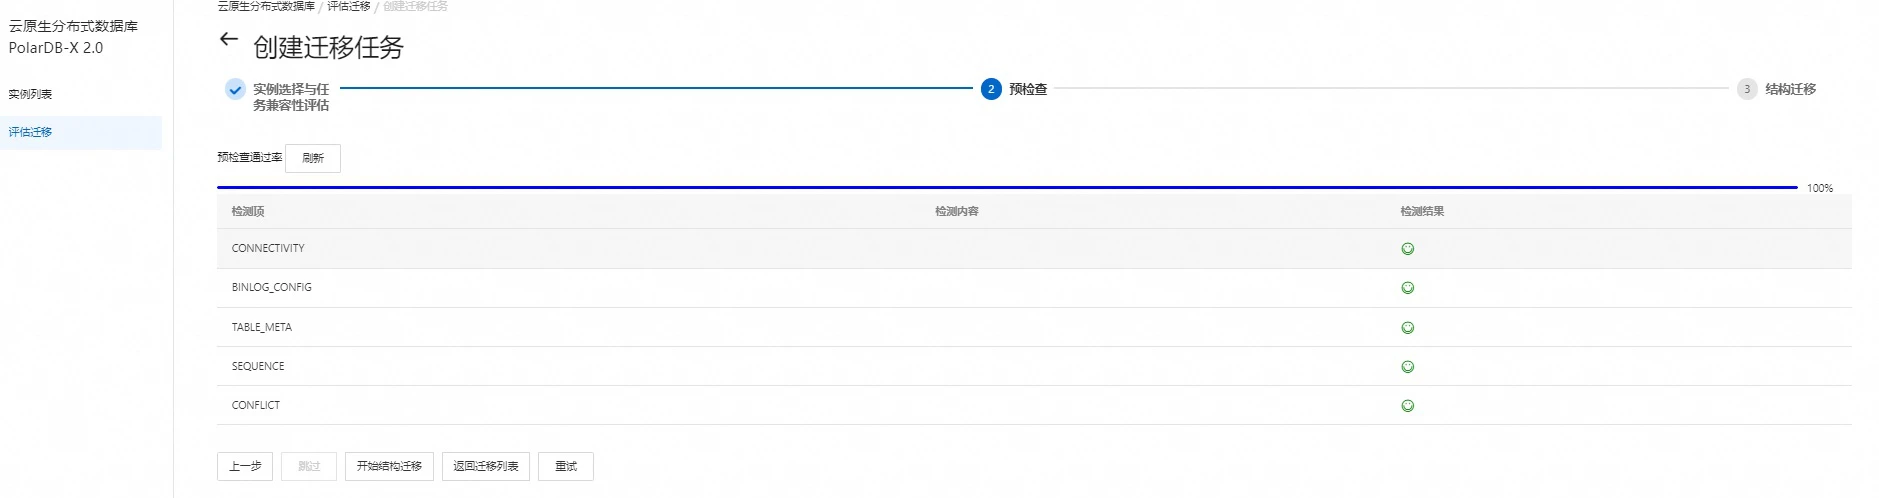 云原生分布式数据库
PolarDB-X 2.0
实例列表
评估迁移
云原生分布式数据库 / 评估迁移 / 创建迁移任务
创建迁移任务
实例选择与任
务兼容性评估
2 预检查
3 结构迁移
预检查通过率 刷新
100%
检测顶 检测内容 检测结果
CONNECTIVITY
BINLOG_CONFIG
TABLE_META
SEQUENCE
CONFLICT
上一步 跳过 开始结构迁移 返回迁移列表 重试